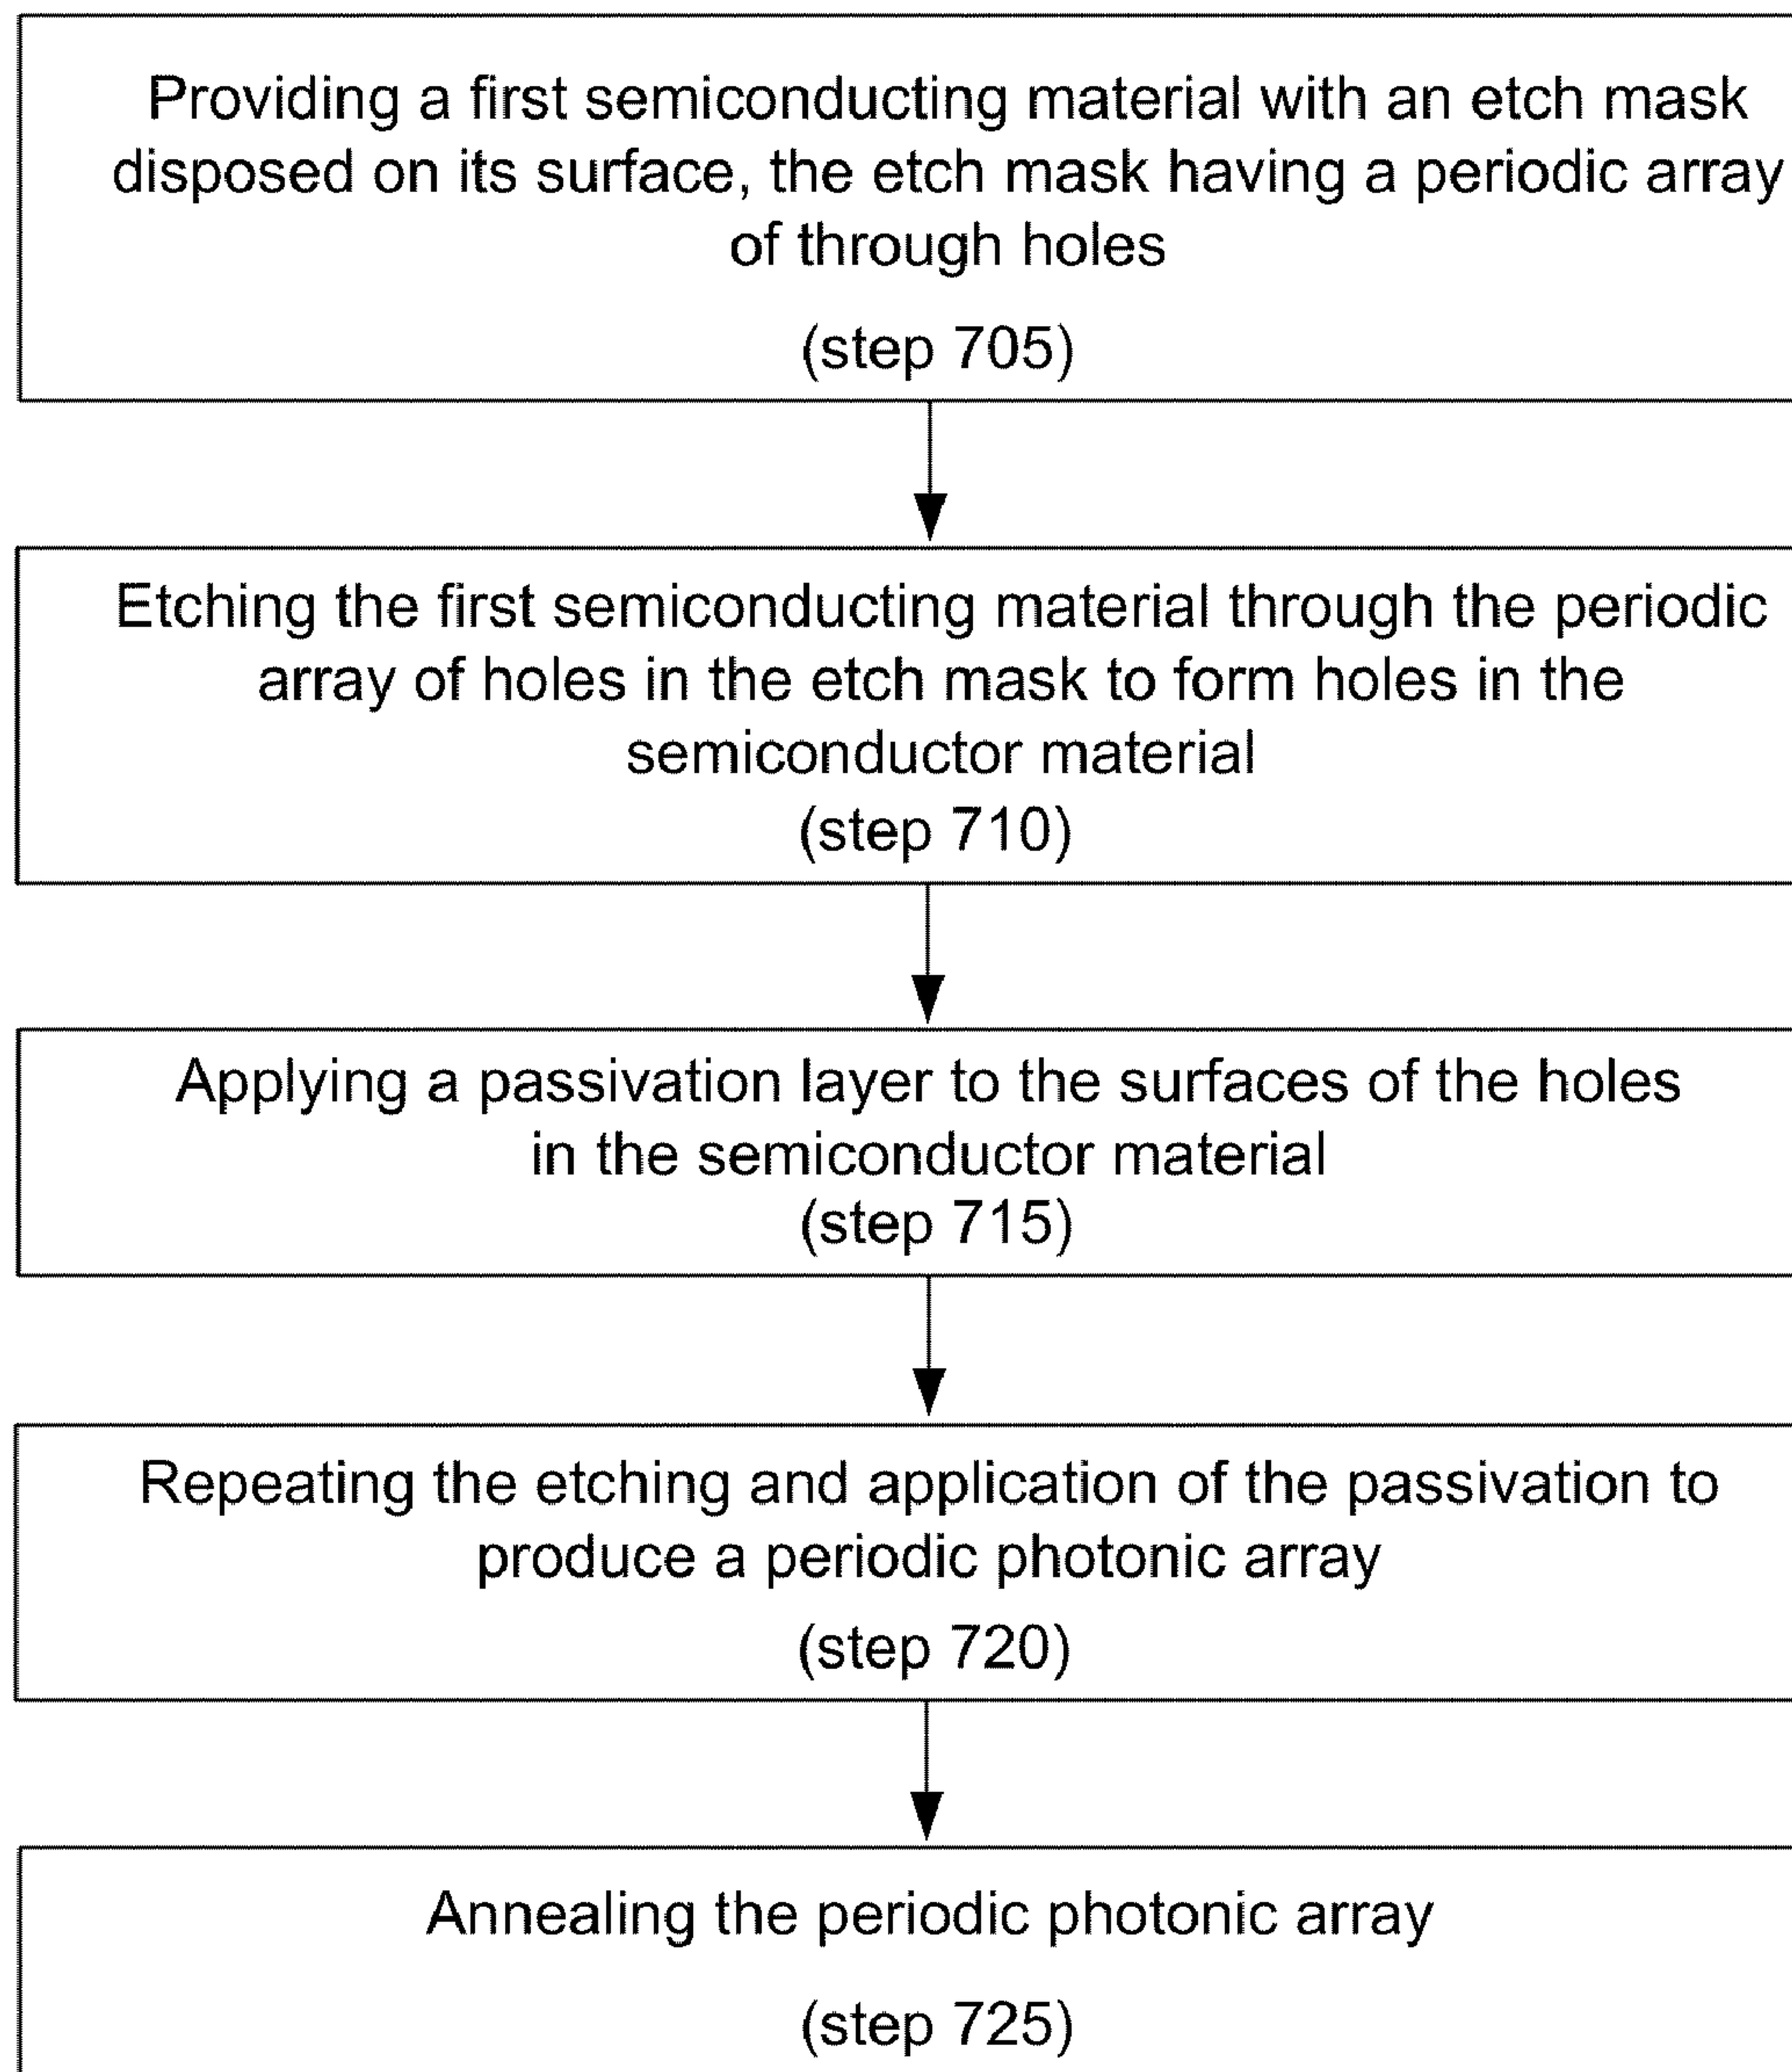 Providing a first semiconducting material with an etch mask
disposed on its surface, the etch mask having a periodic array
of through holes
(step 705)
Etching the first semiconducting material through the periodic
array of holes in the etch mask to form holes in the
semiconductor material
(step 710)
Applying a passivation layer to the surfaces of the holes
in the semiconductor material
(step 715)
Repeating the etching and application of the passivation to
produce a periodic photonic array
(step 720)
Annealing the periodic photonic array
(step 725)